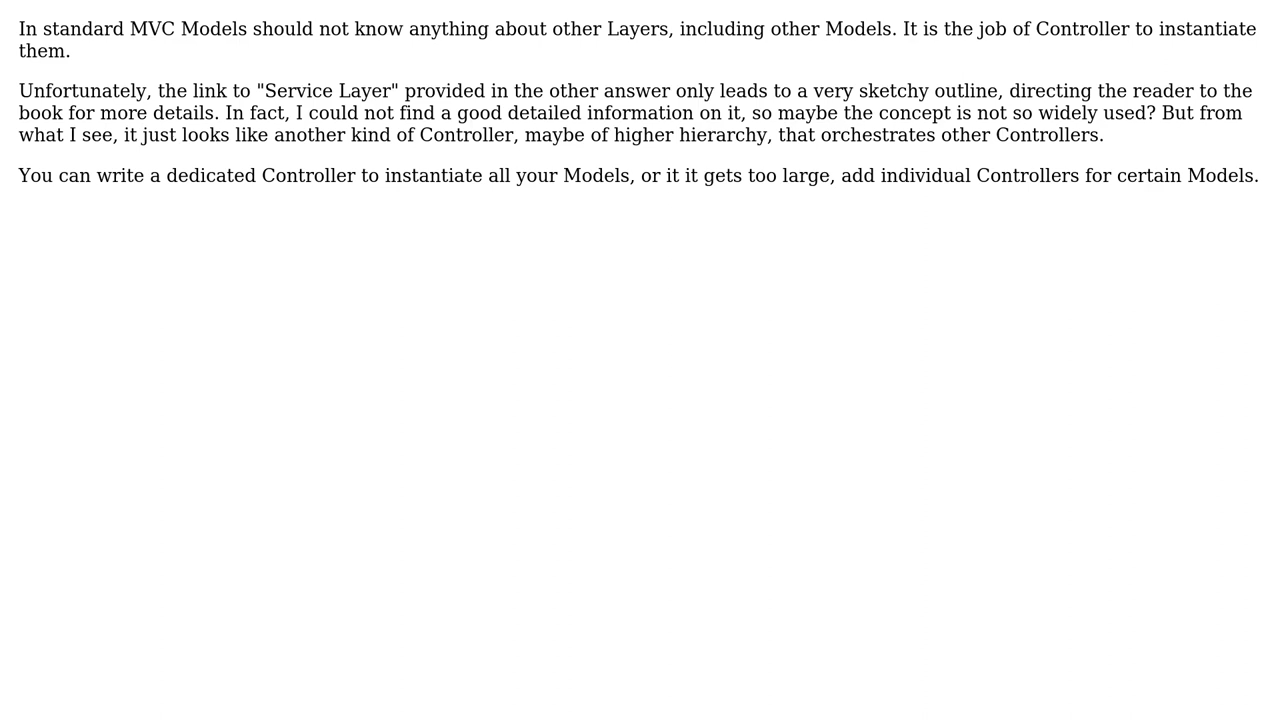 In standard MVC Models should not know anything about other Layers, including other Models. It is the job of Controller to instantiate
them.
Unfortunately, the link to "Service Layer" provided in the other answer only leads to a very sketchy outline, directing the reader to the
book for more details. In fact, I could not find a good detailed information on it, so maybe the concept is not so widely used? But from
what I see, it just looks like another kind of Controller, maybe of higher hierarchy, that orchestrates other Controllers.
You can write a dedicated Controller to instantiate all your Models, or it it gets too large, add individual Controllers for certain Models.